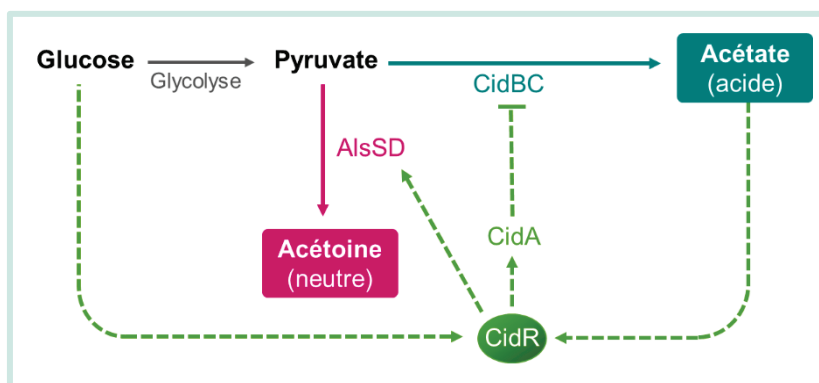 Glucose
Glycolyse
Pyruvate
CidBC
Acétate
(acide)
AlsSD
Acétoine
(neutre)
CidA
CidR